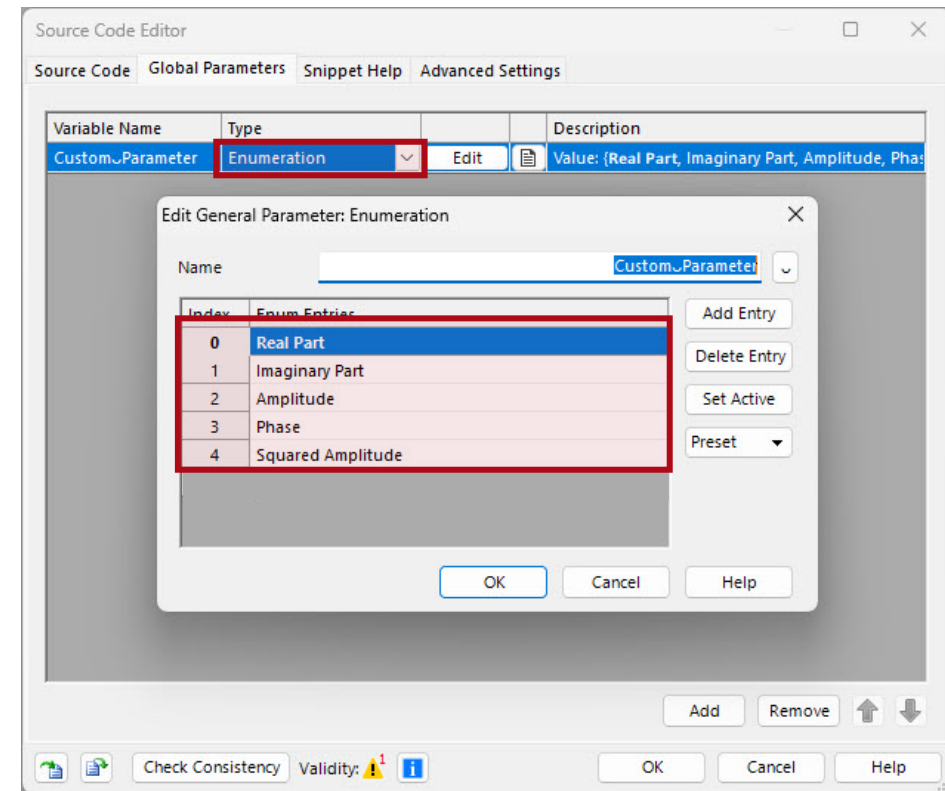 Source Code Editor
Source Code Global Parameters Snippet Help Advanced Settings
Variable Name Type Description
Custom⌣Parameter Enumeration Edit Value: {Real Part, Imaginary Part, Amplitude, Phas
Edit General Parameter: Enumeration
Name Custom⌣Parameter ⌣
Index Enum Entries Add Entry
0 Real Part
1 Imaginary Part Delete Entry
2 Amplitude Set Active
3 Phase
4 Squared Amplitude Preset
OK Cancel Help
Add Remove
Check Consistency Validity: 1 i OK Cancel Help